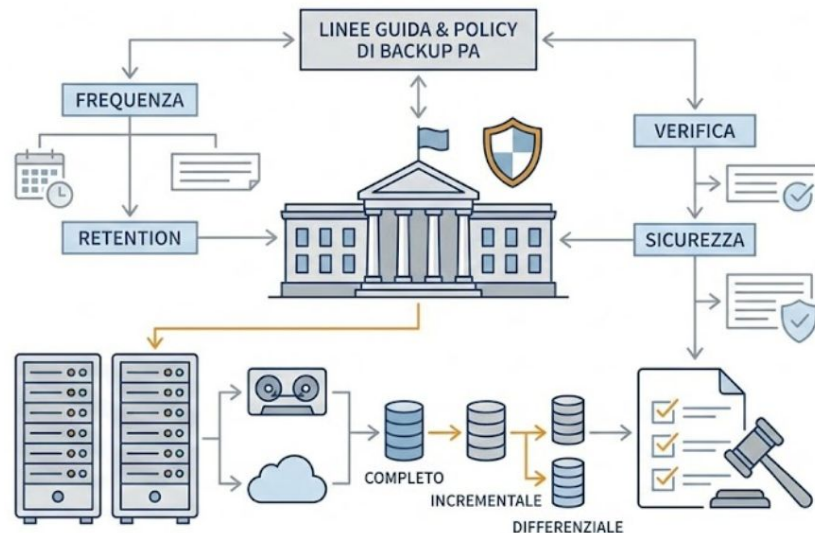 LINEE GUIDA & POLICY
DI BACKUP PA
FREQUENZA
VERIFICA
RETENTION
SICUREZZA
COMPLETO
INCREMENTALE
DIFFERENZIALE